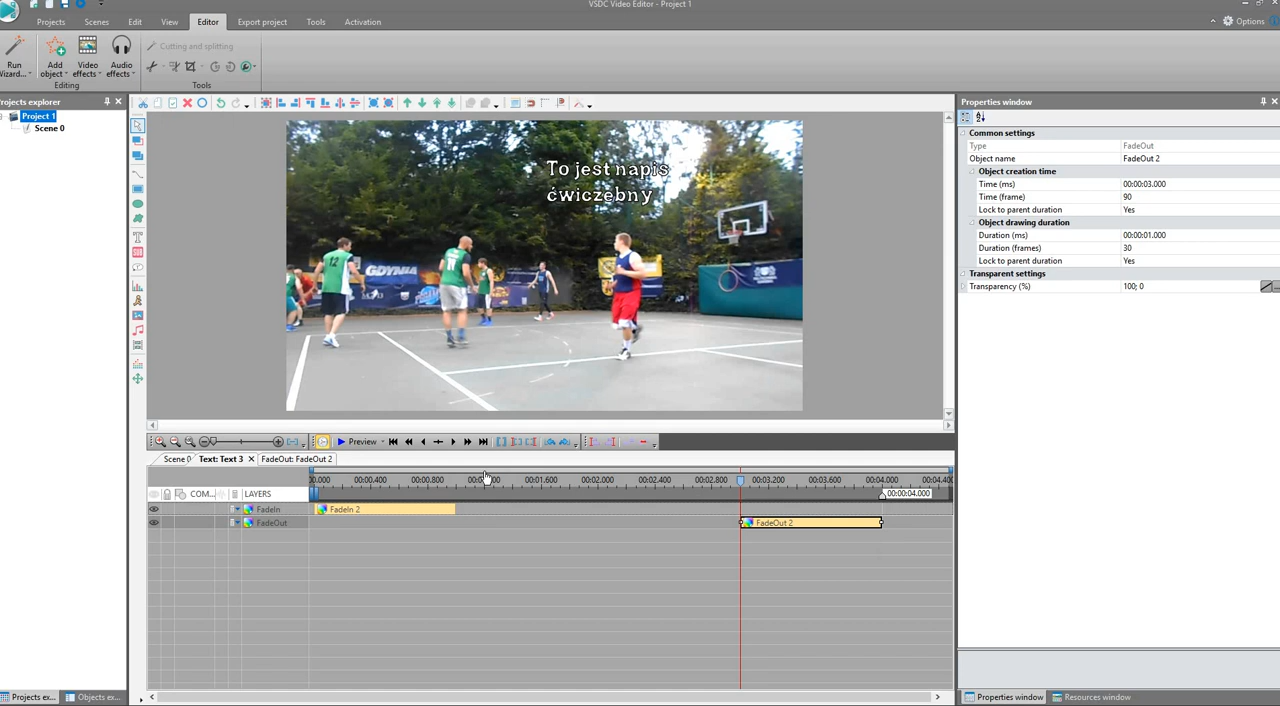 VSDC Video Editor - Project 1
Projects
Scenes
Edit
View
Editor
Export project
Tools
Activation
Options
Run
Wizard...
Add
object
Video
effects
Audio
effects
Cutting and splitting
Editing
Tools
Projects explorer
Project 1
Scene 0
Projects ex...
Objects ex...
To jest napis
ćwiczebny
GDYNIA
Preview
Scene 0
Text: Text 3
FadeOut: FadeOut 2
0.000
00:00.400
00:00.800
00:01.600
00:02.000
00:02.400
00:02.800
00:03.200
00:03.600
00:04.000
00:04.400
COM...
LAYERS
00:00:04.000
FadeIn
FadeIn 2
FadeOut
FadeOut 2
Properties window
Common settings
Type FadeOut
Object name FadeOut 2
Object creation time
Time (ms) 00:00:03.000
Time (frame) 90
Lock to parent duration Yes
Object drawing duration
Duration (ms) 00:00:01.000
Duration (frames) 30
Lock to parent duration Yes
Transparent settings
Transparency (%) 100; 0
Properties window
Resources window